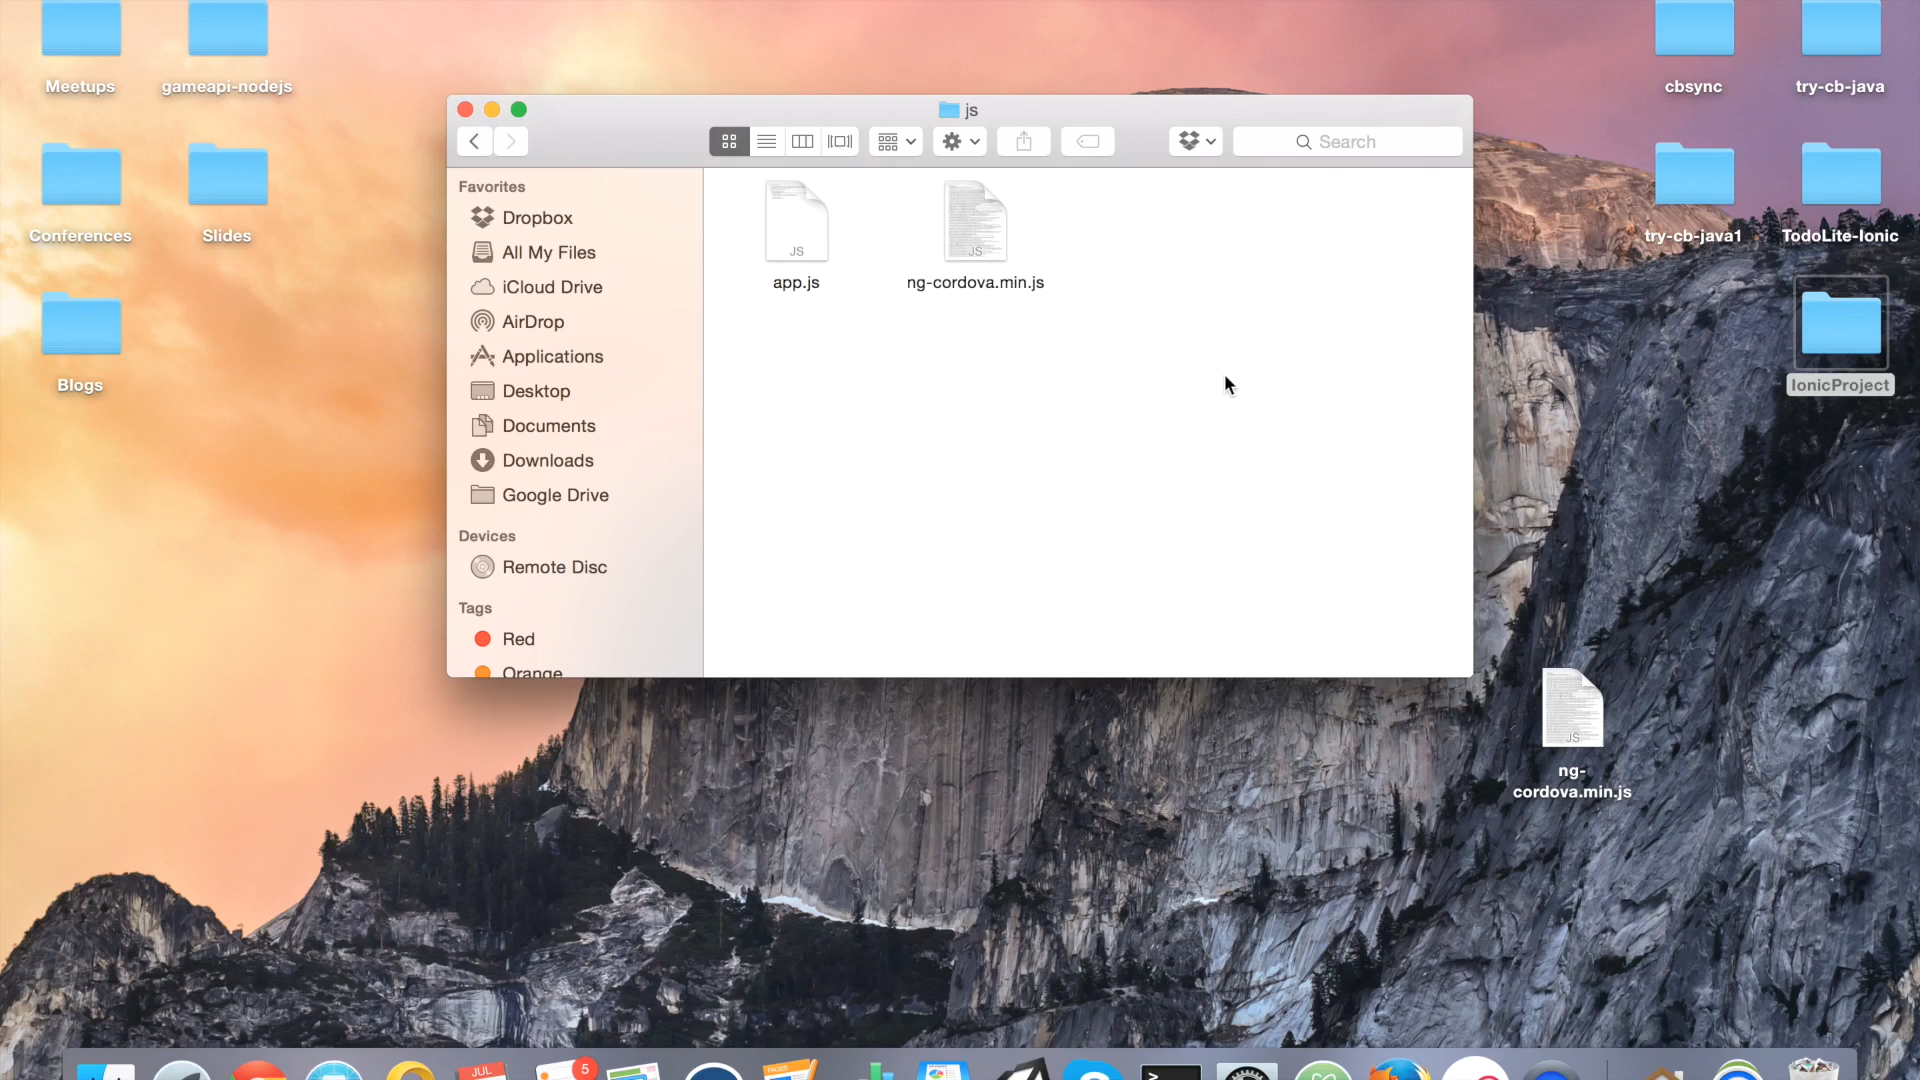 Meetups
gameapi-nodejs
cbsync
try-cb-java
js
Search
Conferences
Slides
try-cb-java1
TodoLite-Ionic
Blogs
IonicProject
Favorites
Dropbox
All My Files
iCloud Drive
AirDrop
Applications
Desktop
Documents
Downloads
Google Drive
Devices
Remote Disc
Tags
Red
Orange
JS
app.js
JS
ng-cordova.min.js
JS
ng-
cordova.min.js
JUL
5
PAGES